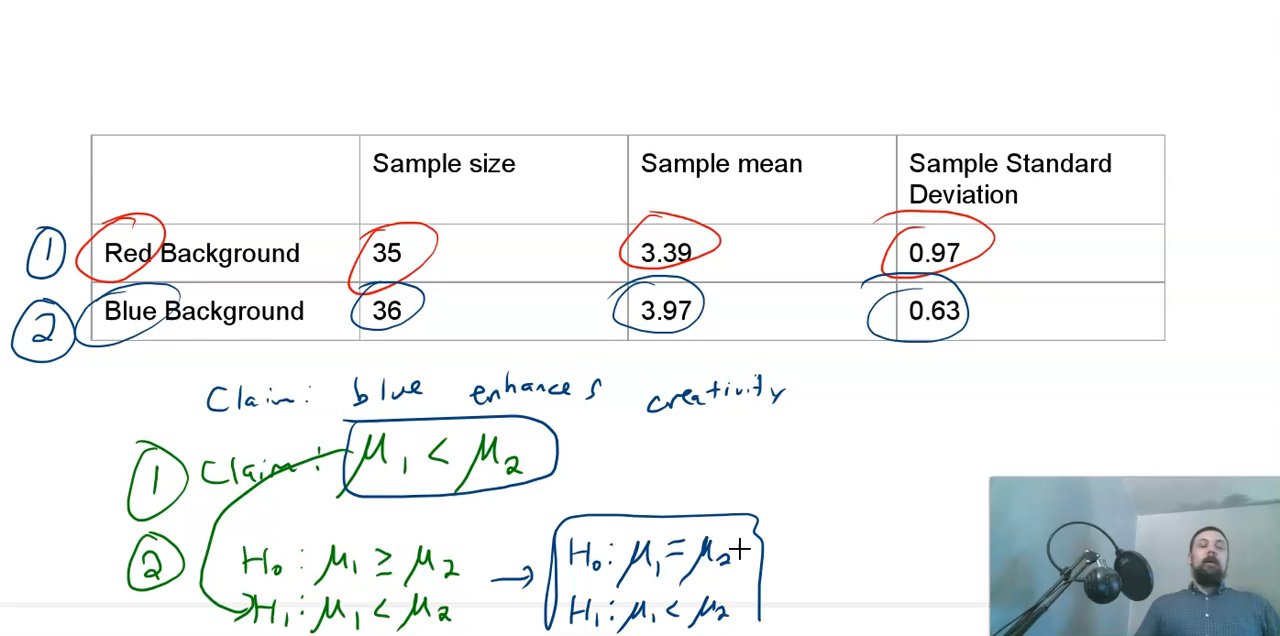 Sample size Sample mean Sample Standard Deviation
1 Red Background 35 3.39 0.97
2 Blue Background 36 3.97 0.63
Claim: blue enhances creativity
1 Claim: μ₁ < μ₂
2 H₀: μ₁ ≥ μ₂ → H₀: μ₁ = μ₂
H₁: μ₁ < μ₂ H₁: μ₁ < μ₂